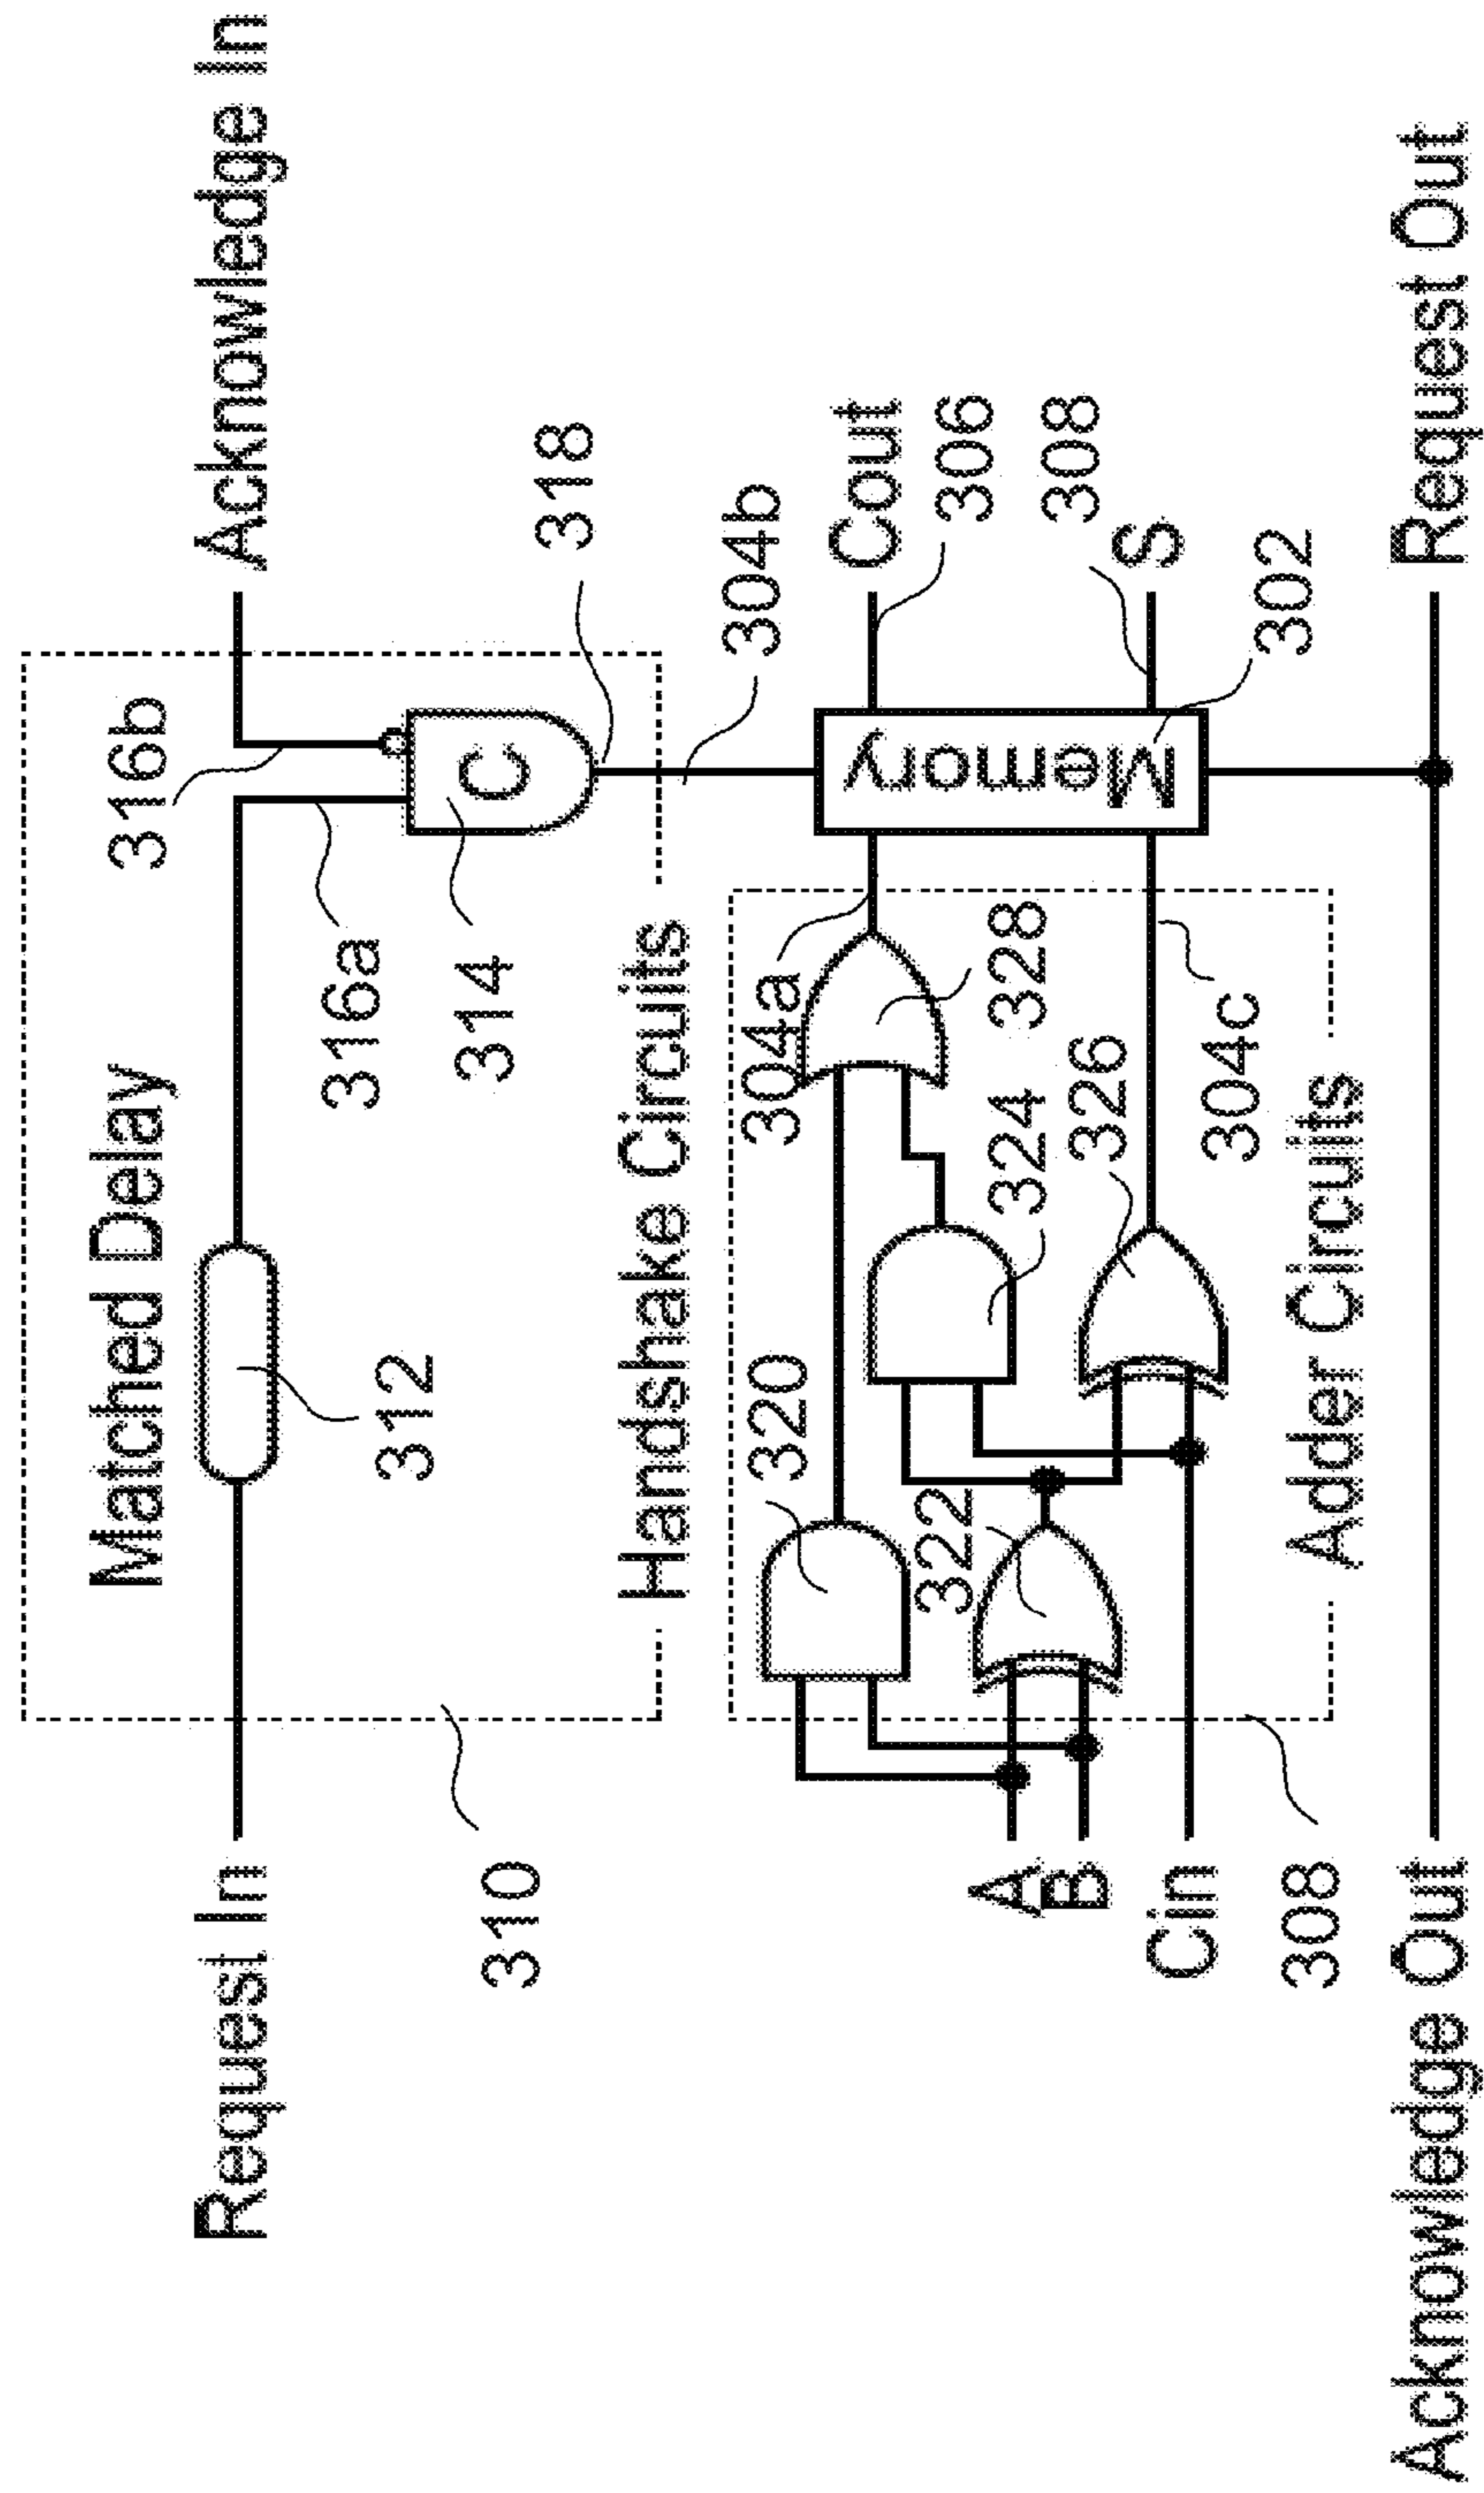 Request In
Acknowledge In
Matched Delay
316b
312
316a
314
C
318
310
Handshake Circuits
304b
320
304a
Cout
306
322
324
328
326
A
B
Cin
Memory
308
S
304c
302
308
Adder Circuits
Acknowledge Out
Request Out